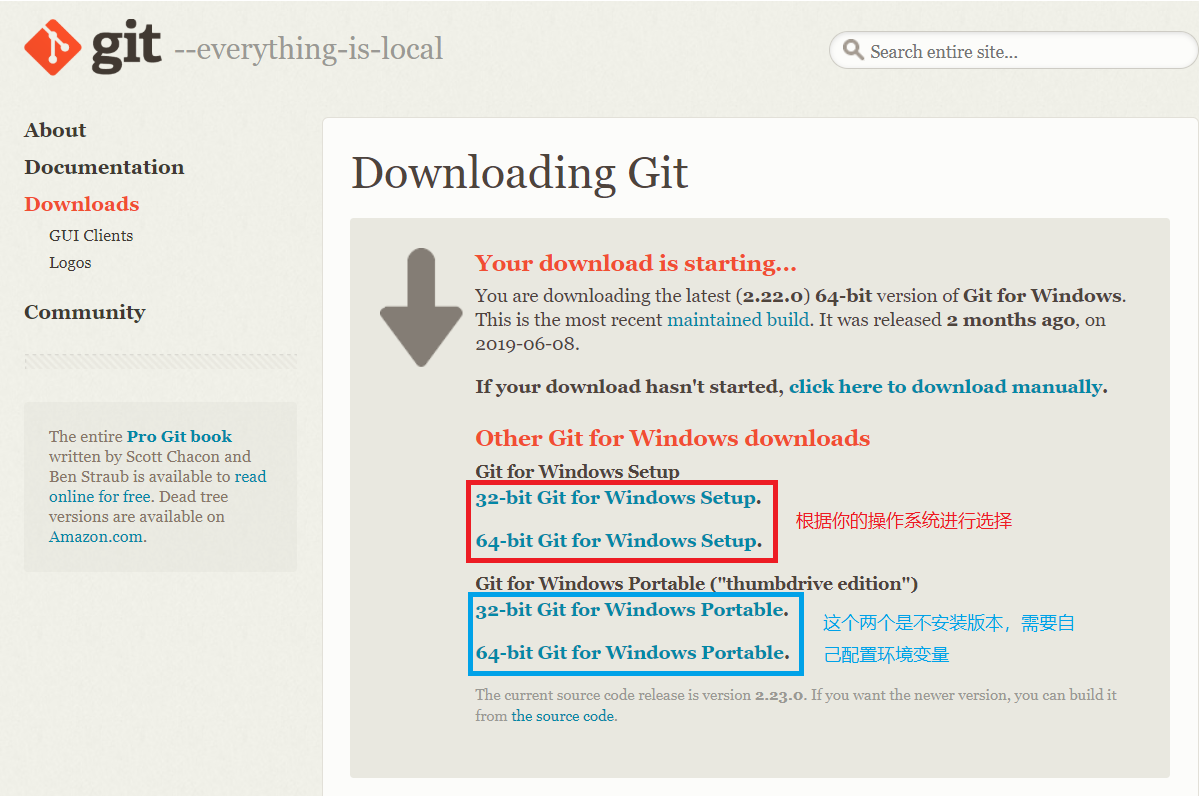 git --everything-is-local
Search entire site...
About
Documentation
Downloads
GUI Clients
Logos
Community
The entire Pro Git book
written by Scott Chacon and
Ben Straub is available to read
online for free. Dead tree
versions are available on
Amazon.com.
Downloading Git
Your download is starting...
You are downloading the latest (2.22.0) 64-bit version of Git for Windows.
This is the most recent maintained build. It was released 2 months ago, on
2019-06-08.
If your download hasn't started, click here to download manually.
Other Git for Windows downloads
Git for Windows Setup
32-bit Git for Windows Setup.
64-bit Git for Windows Setup.
根据你的操作系统进行选择
Git for Windows Portable ("thumbdrive edition")
32-bit Git for Windows Portable.
64-bit Git for Windows Portable.
这个两个是不安装版本，需要自
己配置环境变量
The current source code release is version 2.23.0. If you want the newer version, you can build it
from the source code.